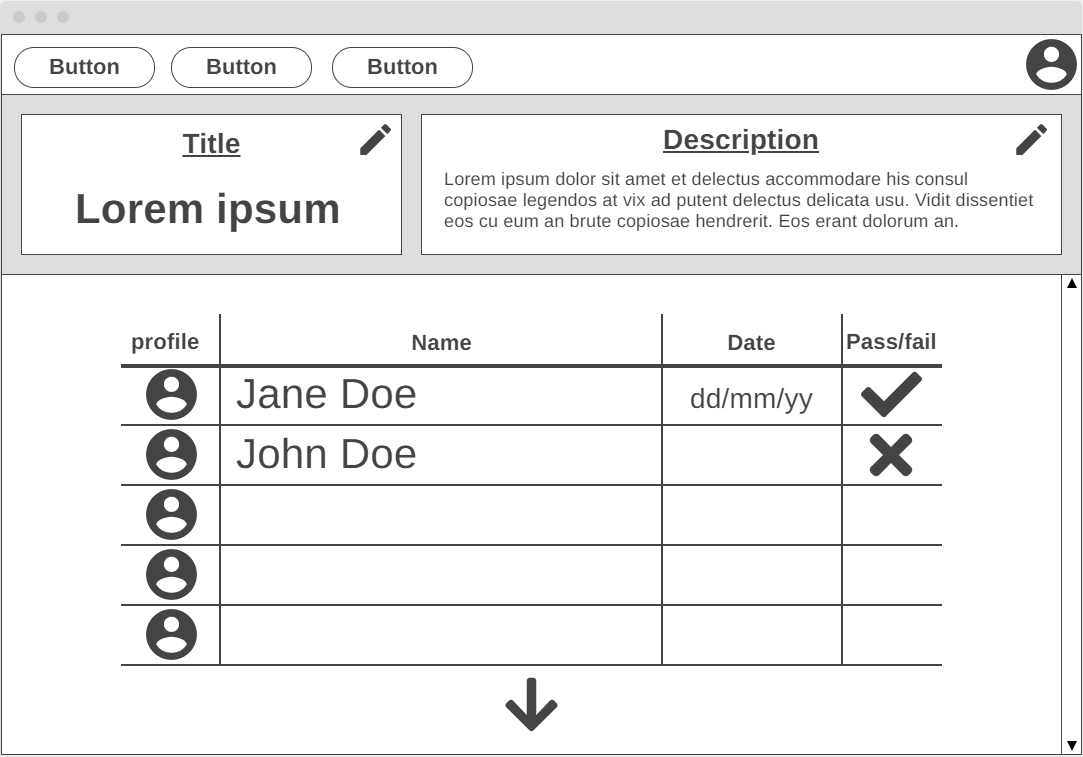 Button Button Button
Title
Lorem ipsum
Description
Lorem ipsum dolor sit amet et delectus accommodare his consul
copiosae legendos at vix ad putent delectus delicata usu. Vidit dissentiet
eos cu eum an brute copiosae hendrerit. Eos erant dolorum an.
profile Name Date Pass/fail
Jane Doe dd/mm/yy
John Doe